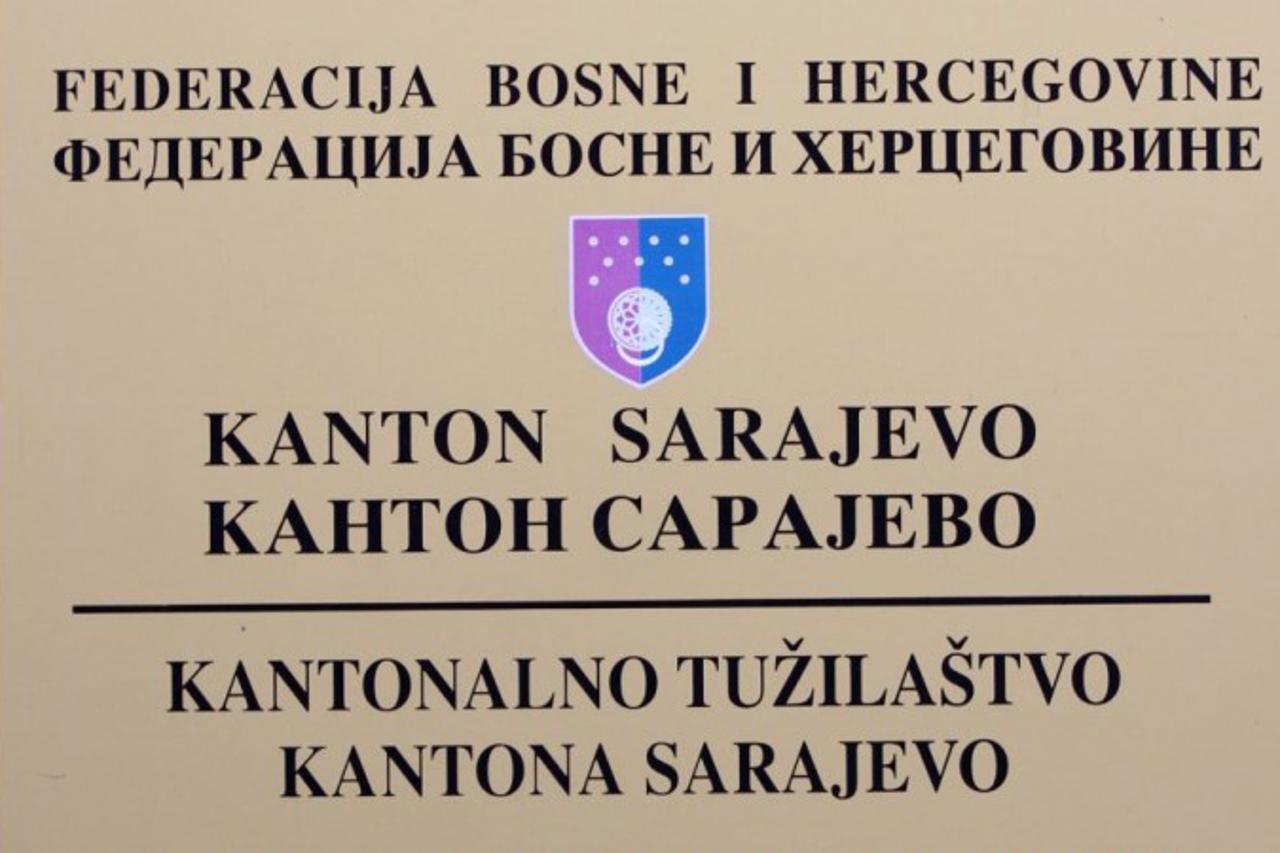 FEDERACIJA BOSNE I HERCEGOVINE
ФЕДЕРАЦИЈА БОСНЕ И ХЕРЦЕГОВИНЕ
KANTON SARAJEVO
КАНТОН САРАЈЕВО
KANTONALNO TUŽILAŠTVO
KANTONA SARAJEVO